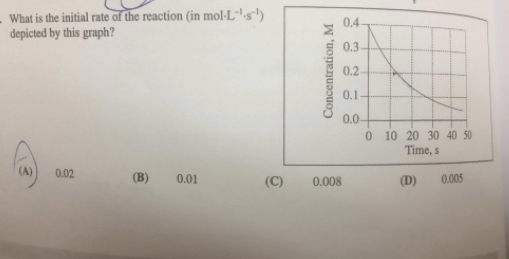 What is the initial rate of the reaction (in mol-L⁻¹-s⁻¹)
depicted by this graph?
Concentration, M
0.4
0.3
0.2
0.1
0.0
0 10 20 30 40 50
Time, s
(A) 0.02 (B) 0.01 (C) 0.008 (D) 0.005